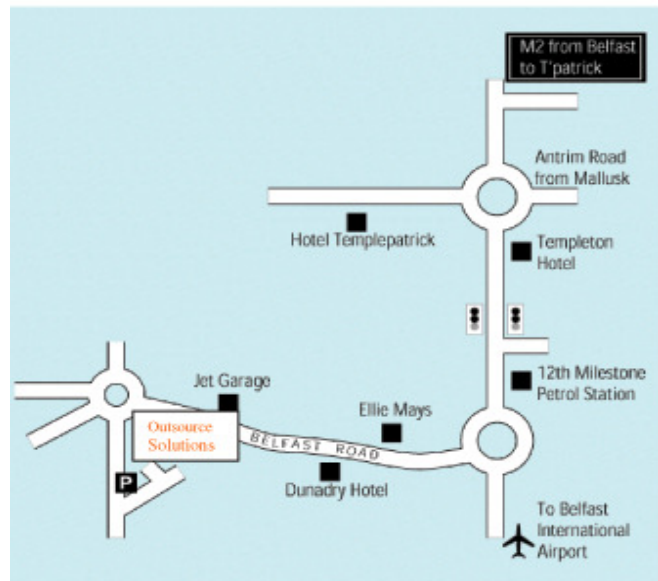 M2 from Belfast
to T'patrick
Antrim Road
from Mallusk
Hotel Templepatrick
Templeton
Hotel
Jet Garage
12th Milestone
Petrol Station
Ellie Mays
Outsource
Solutions
BELFAST ROAD
P
Dunadry Hotel
To Belfast
International
Airport